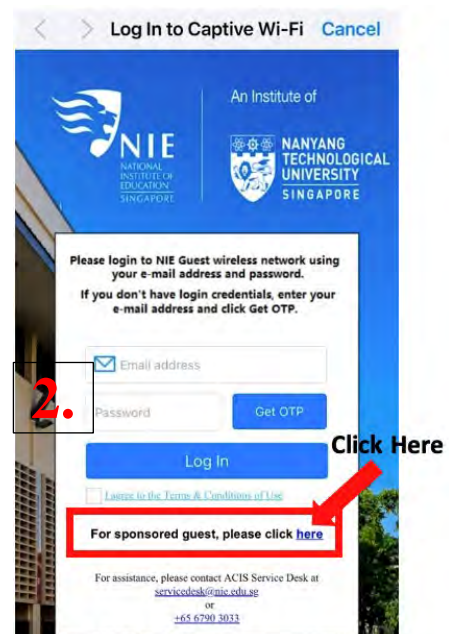 Log In to Captive Wi-Fi Cancel
An Institute of
NIE
NATIONAL
INSTITUTE OF
EDUCATION
SINGAPORE
NANYANG
TECHNOLOGICAL
UNIVERSITY
SINGAPORE
Please login to NIE Guest wireless network using
your e-mail address and password.
If you don't have login credentials, enter your
e-mail address and click Get OTP.
Email address
2.
Password Get OTP
Click Here
Log In
I agree to the Terms & Conditions of Use
For sponsored guest, please click here
For assistance, please contact ACIS Service Desk at
servicedesk@nie.edu.sg
or
+65 6790 3033